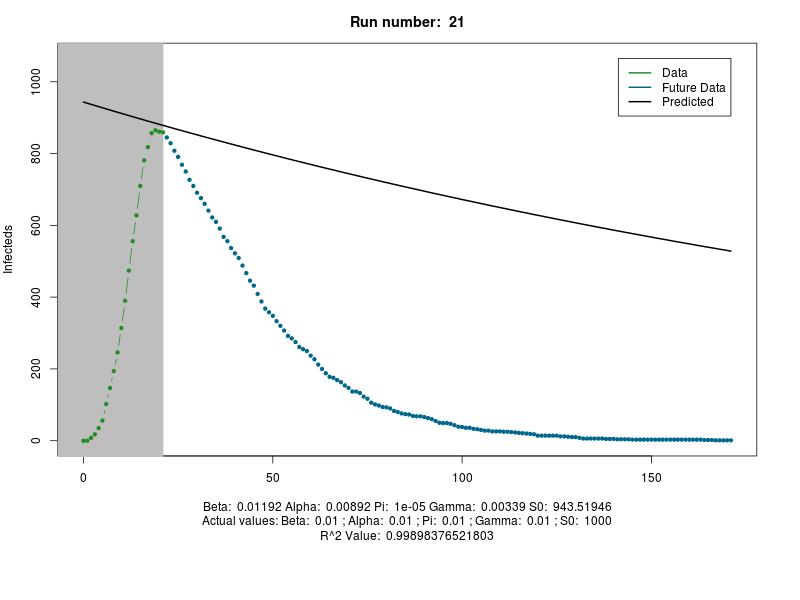 Run number: 21
Data
Future Data
Predicted
Infecteds
1000
800
600
400
200
0
0 50 100 150
Beta: 0.01192 Alpha: 0.00892 Pi: 1e-05 Gamma: 0.00339 S0: 943.51946
Actual values: Beta: 0.01 ; Alpha: 0.01 ; Pi: 0.01 ; Gamma: 0.01 ; S0: 1000
R^2 Value: 0.99898376521803